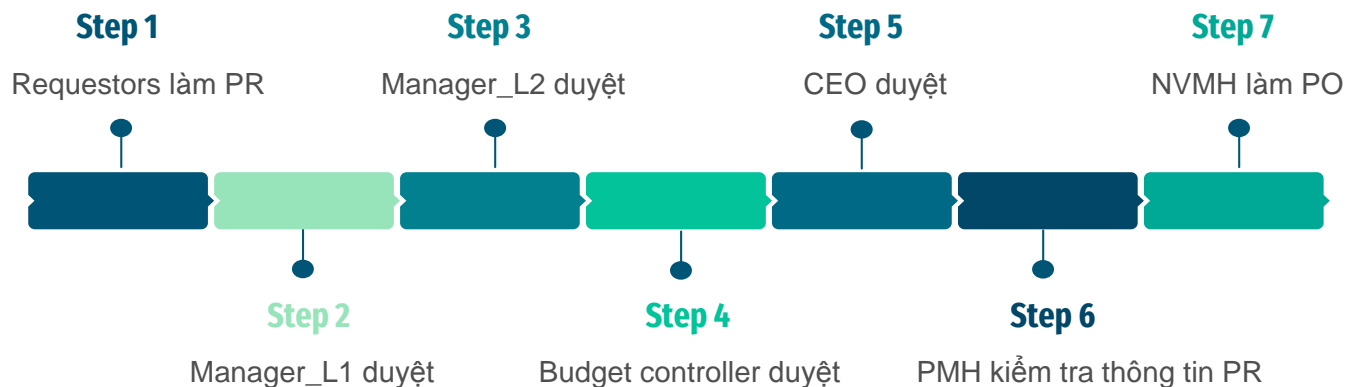 Step 1
Requestors làm PR
Step 3
Manager_L2 duyệt
Step 5
CEO duyệt
Step 7
NVMH làm PO
Step 2
Manager_L1 duyệt
Step 4
Budget controller duyệt
Step 6
PMH kiểm tra thông tin PR